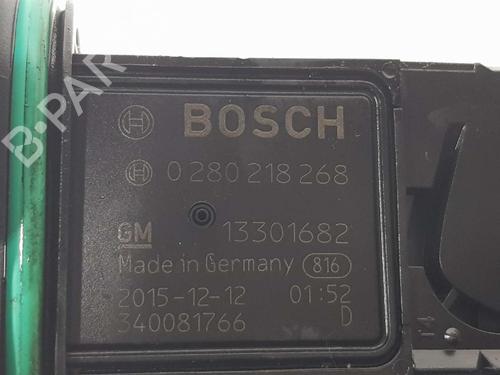 BOSCH
0 280 218 268
GM 13301682
Made in Germany 816
2015-12-12 01:52
340081766 D
B-PAR